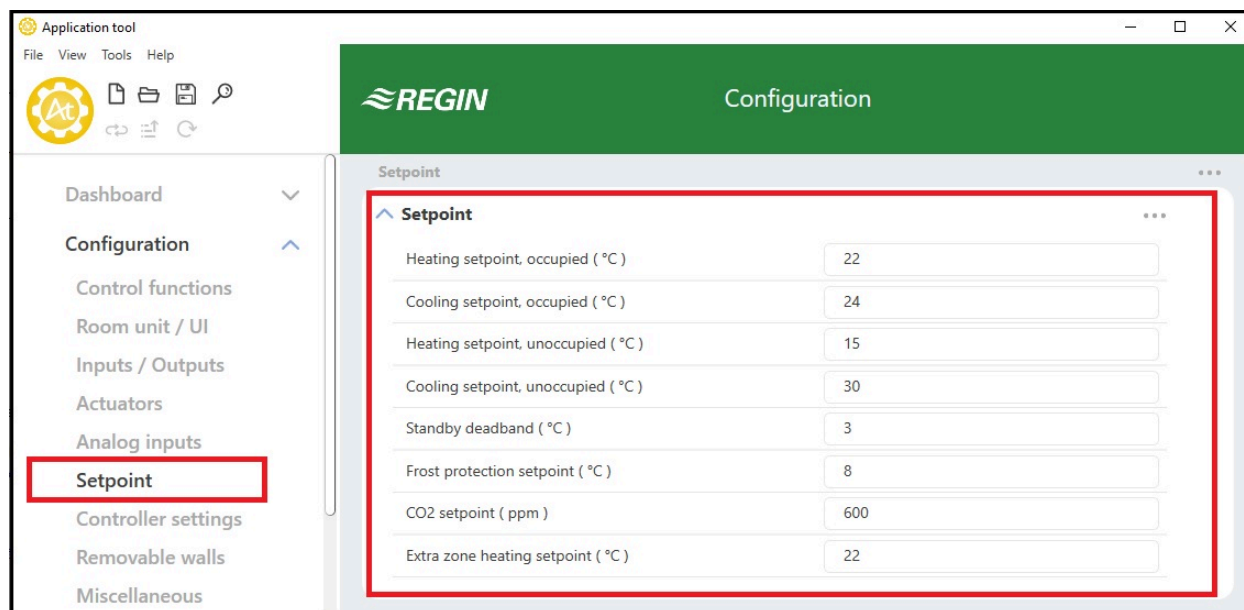 Application tool
File View Tools Help
At
REGIN
Configuration
Dashboard
Configuration
Control functions
Room unit / UI
Inputs / Outputs
Actuators
Analog inputs
Setpoint
Controller settings
Removable walls
Miscellaneous
Setpoint
Setpoint
Heating setpoint, occupied ( °C ) 22
Cooling setpoint, occupied ( °C ) 24
Heating setpoint, unoccupied ( °C ) 15
Cooling setpoint, unoccupied ( °C ) 30
Standby deadband ( °C ) 3
Frost protection setpoint ( °C ) 8
CO2 setpoint ( ppm ) 600
Extra zone heating setpoint ( °C ) 22